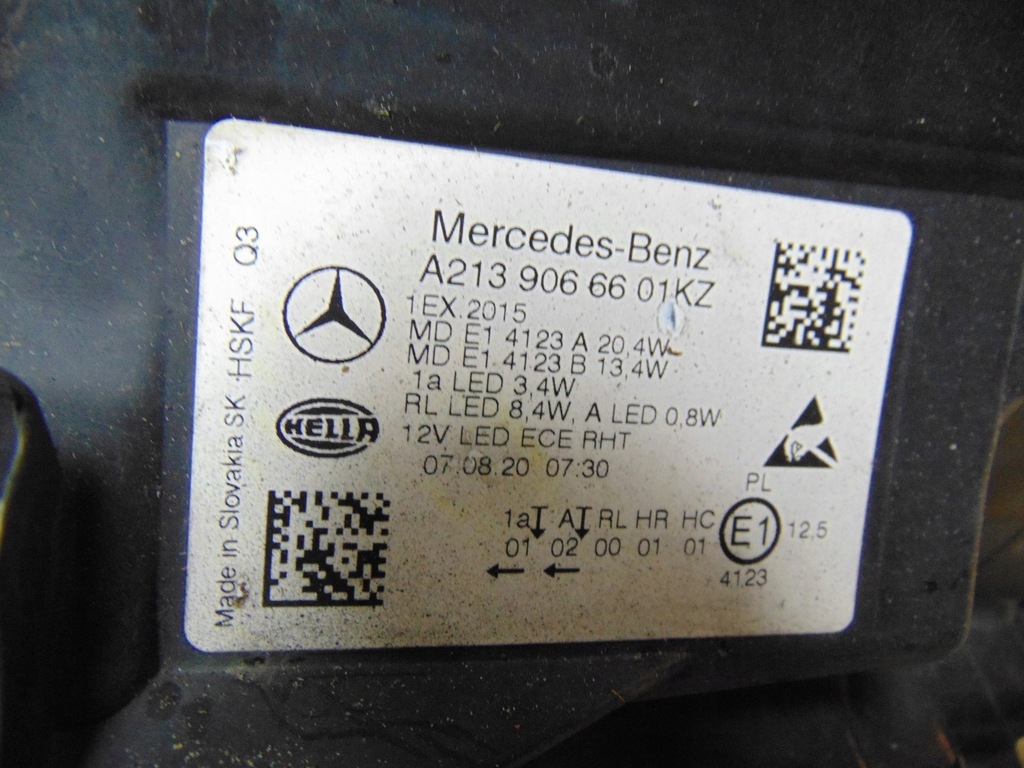 Mercedes-Benz
A213 906 66 01KZ
1EX.2015
MD E1 4123 A 20,4W
MD E1 4123 B 13,4W
1a LED 3,4W
RL LED 8,4W, A LED 0,8W
12V LED ECE RHT
07.08.20 07:30
HELLA
Made in Slovakia SK HSKF Q3
PL
1a A RL HR HC
01 02 00 01 01
E1
12,5
4123